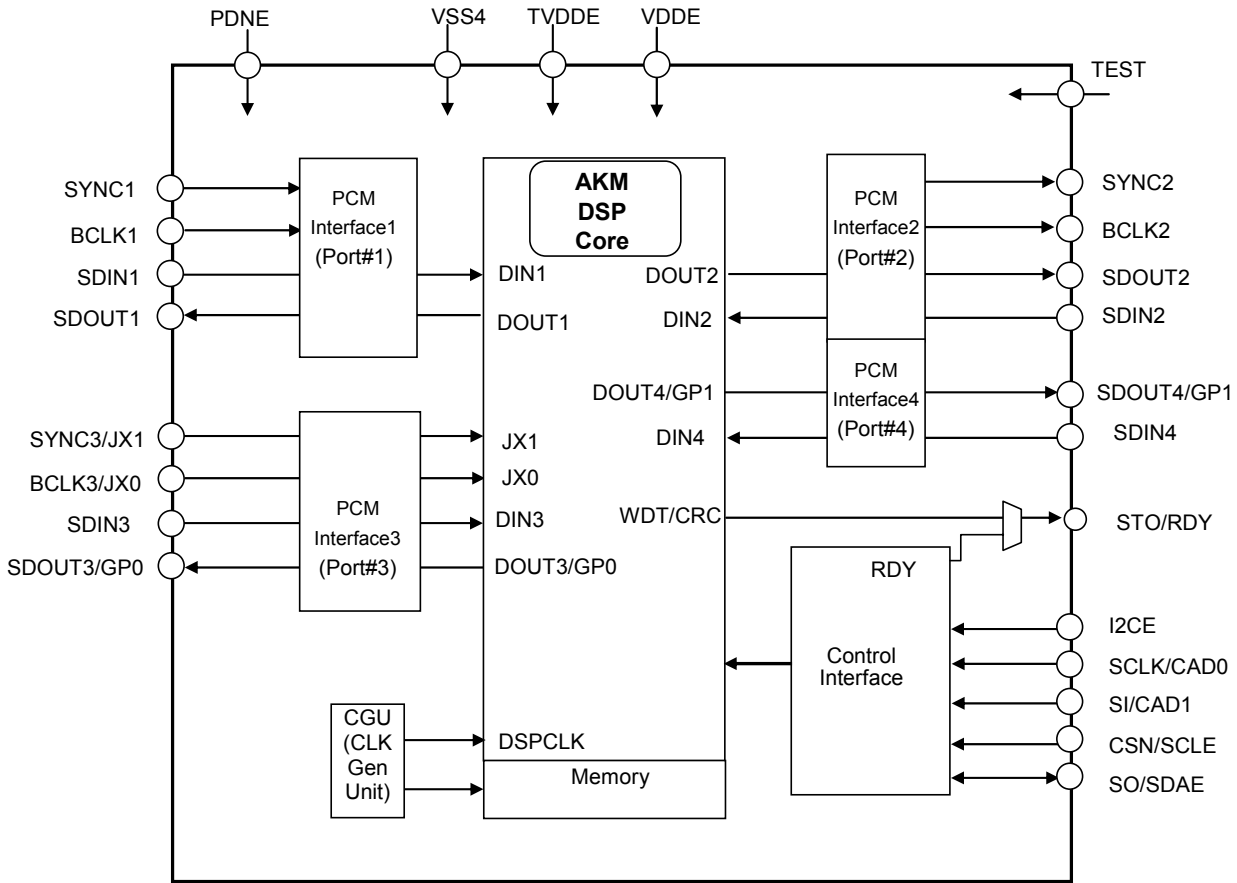 PDNE
VSS4
TVDDE
VDDE
TEST
SYNC1
BCLK1
SDIN1
SDOUT1
PCM
Interface1
(Port#1)
AKM
DSP
Core
DIN1
DOUT1
DOUT2
DIN2
PCM
Interface2
(Port#2)
SYNC2
BCLK2
SDOUT2
SDIN2
SYNC3/JX1
BCLK3/JX0
SDIN3
SDOUT3/GP0
PCM
Interface3
(Port#3)
JX1
JX0
DIN3
DOUT3/GP0
DOUT4/GP1
DIN4
PCM
Interface4
(Port#4)
SDOUT4/GP1
SDIN4
WDT/CRC
STO/RDY
RDY
Control
Interface
I2CE
SCLK/CAD0
SI/CAD1
CSN/SCLE
SO/SDAE
CGU
(CLK
Gen
Unit)
DSPCLK
Memory